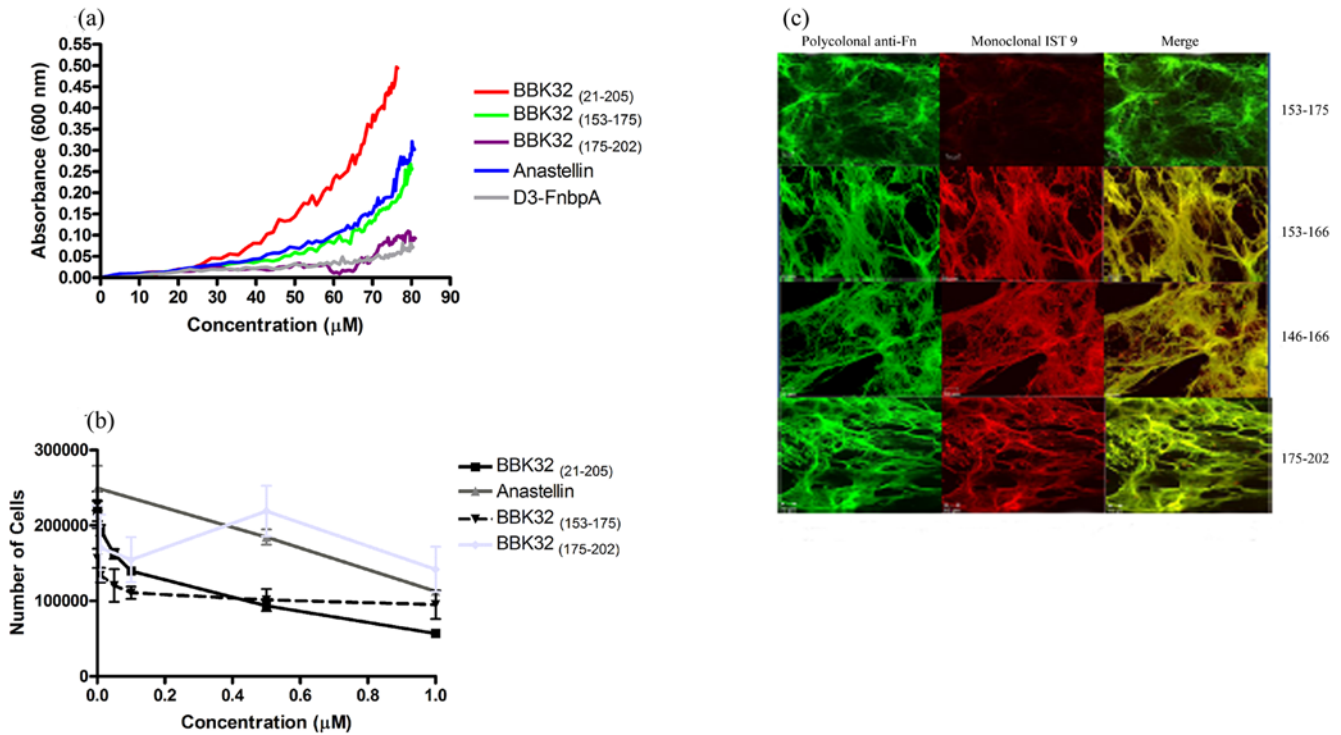 (a)
0.55
0.50
0.45
0.40
0.35
0.30
0.25
0.20
0.15
0.10
0.05
0.00
0 10 20 30 40 50 60 70 80 90
Absorbance (600 nm)
Concentration (μM)
BBK32 (21-205)
BBK32 (153-175)
BBK32 (175-202)
Anastellin
D3-FnbpA
(b)
300000
200000
100000
0
0.0 0.2 0.4 0.6 0.8 1.0
Number of Cells
Concentration (μM)
BBK32 (21-205)
Anastellin
BBK32 (153-175)
BBK32 (175-202)
(c)
Polycolonal anti-Fn Monoclonal IST 9 Merge
153-175
153-166
146-166
175-202